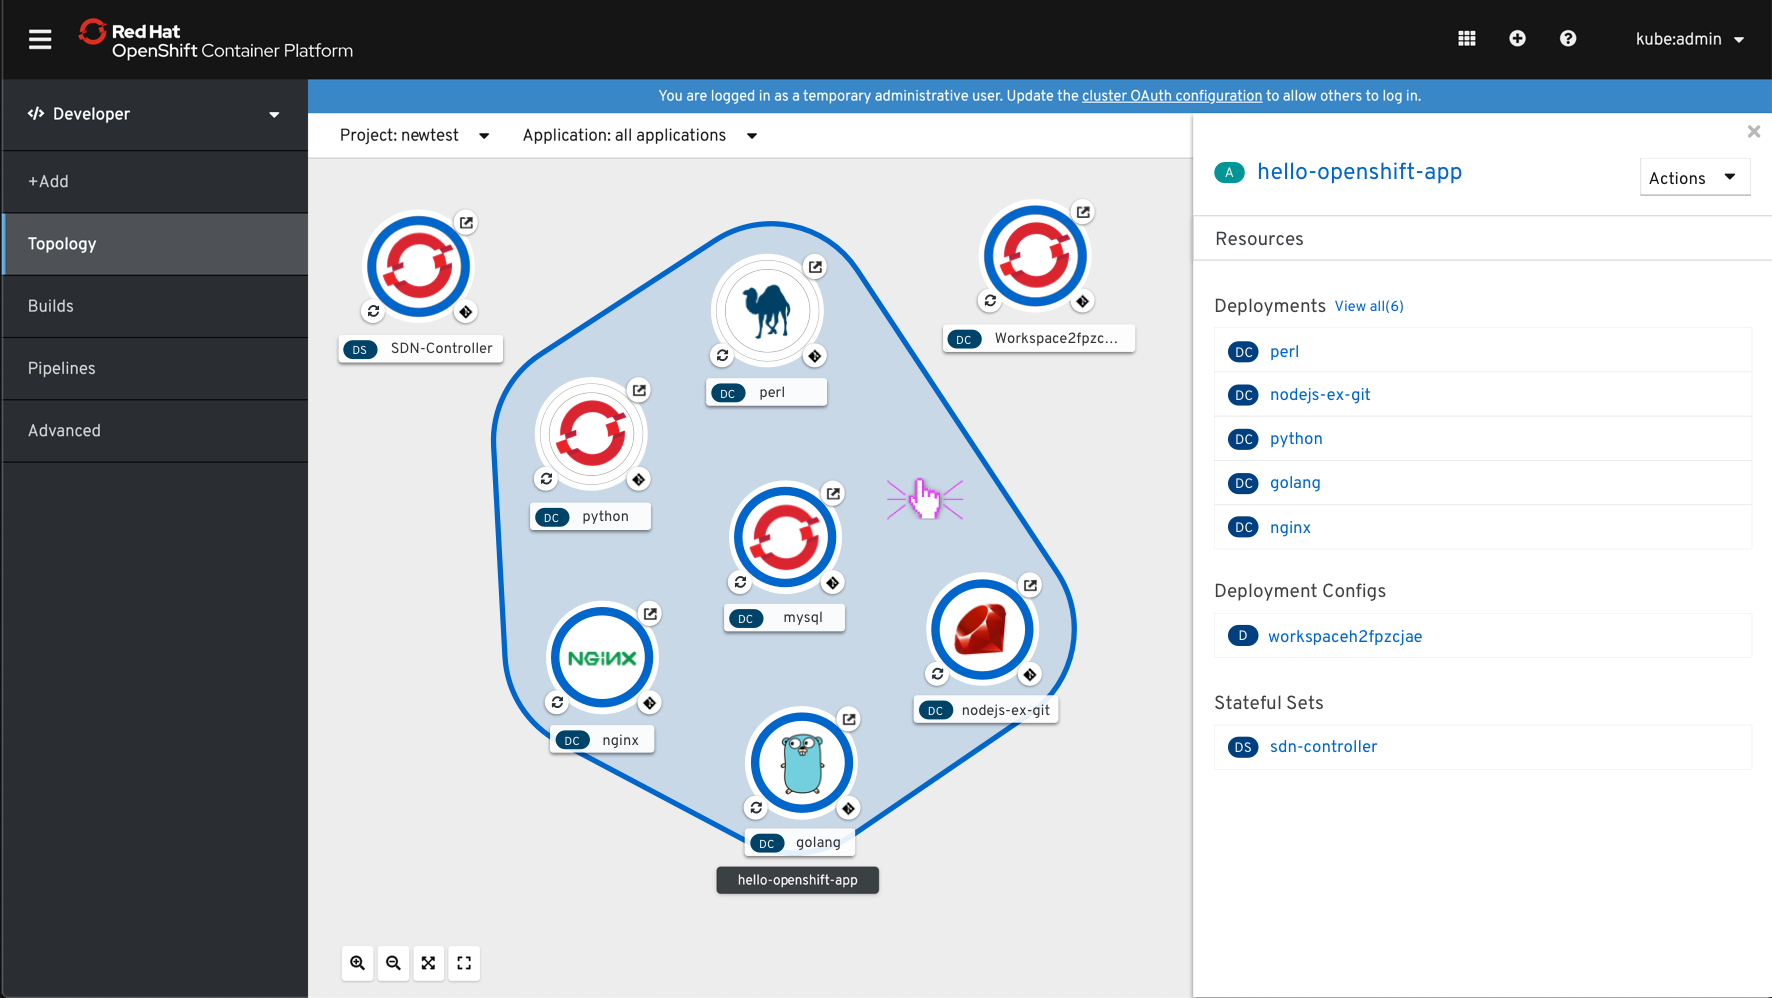 Red Hat
OpenShift Container Platform
kube:admin
Developer
You are logged in as a temporary administrative user. Update the cluster OAuth configuration to allow others to log in.
+Add
Topology
Builds
Pipelines
Advanced
Project: newtest
Application: all applications
DS SDN-Controller
DC perl
DC Workspace2fpzc...
DC python
DC mysql
NGINX
DC nginx
DC nodejs-ex-git
DC golang
hello-openshift-app
A hello-openshift-app
Actions
Resources
Deployments View all(6)
DC perl
DC nodejs-ex-git
DC python
DC golang
DC nginx
Deployment Configs
D workspaceh2fpzcjae
Stateful Sets
DS sdn-controller